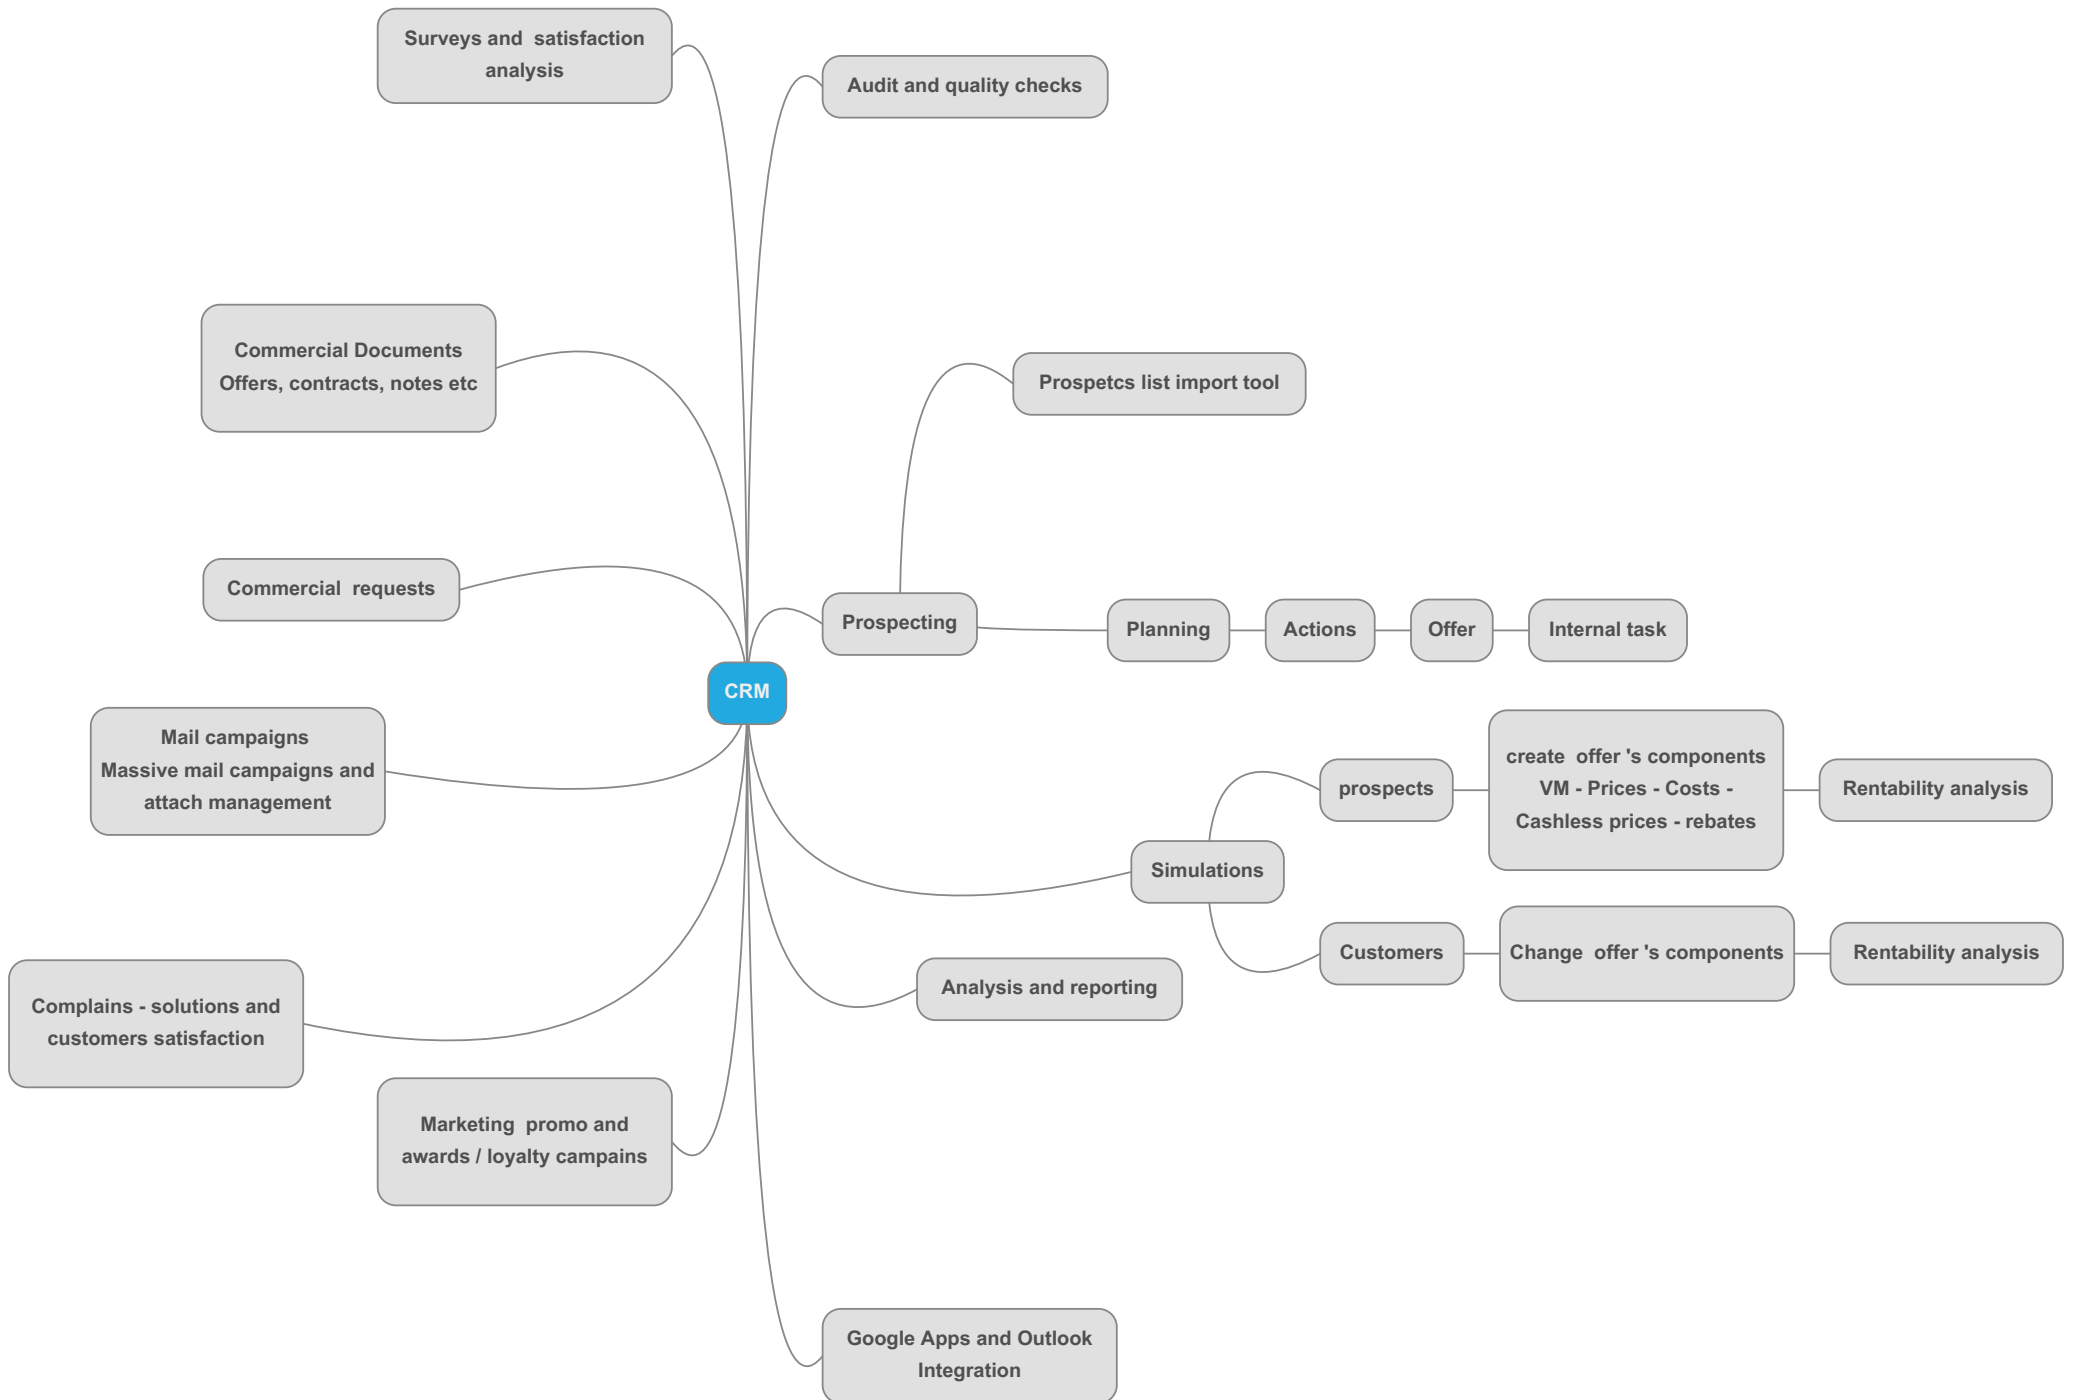 Surveys and  satisfaction
analysis
Audit and quality checks
Commercial Documents
Offers, contracts, notes etc
Prospetcs list import tool
Commercial  requests
Prospecting
Planning
Actions
Offer
Internal task
CRM
Mail campaigns
Massive mail campaigns and
attach management
prospects
create  offer 's components
VM - Prices - Costs -
Cashless prices - rebates
Rentability analysis
Simulations
Customers
Change  offer 's components
Rentability analysis
Analysis and reporting
Complains - solutions and
customers satisfaction
Marketing  promo and
awards / loyalty campains
Google Apps and Outlook
Integration